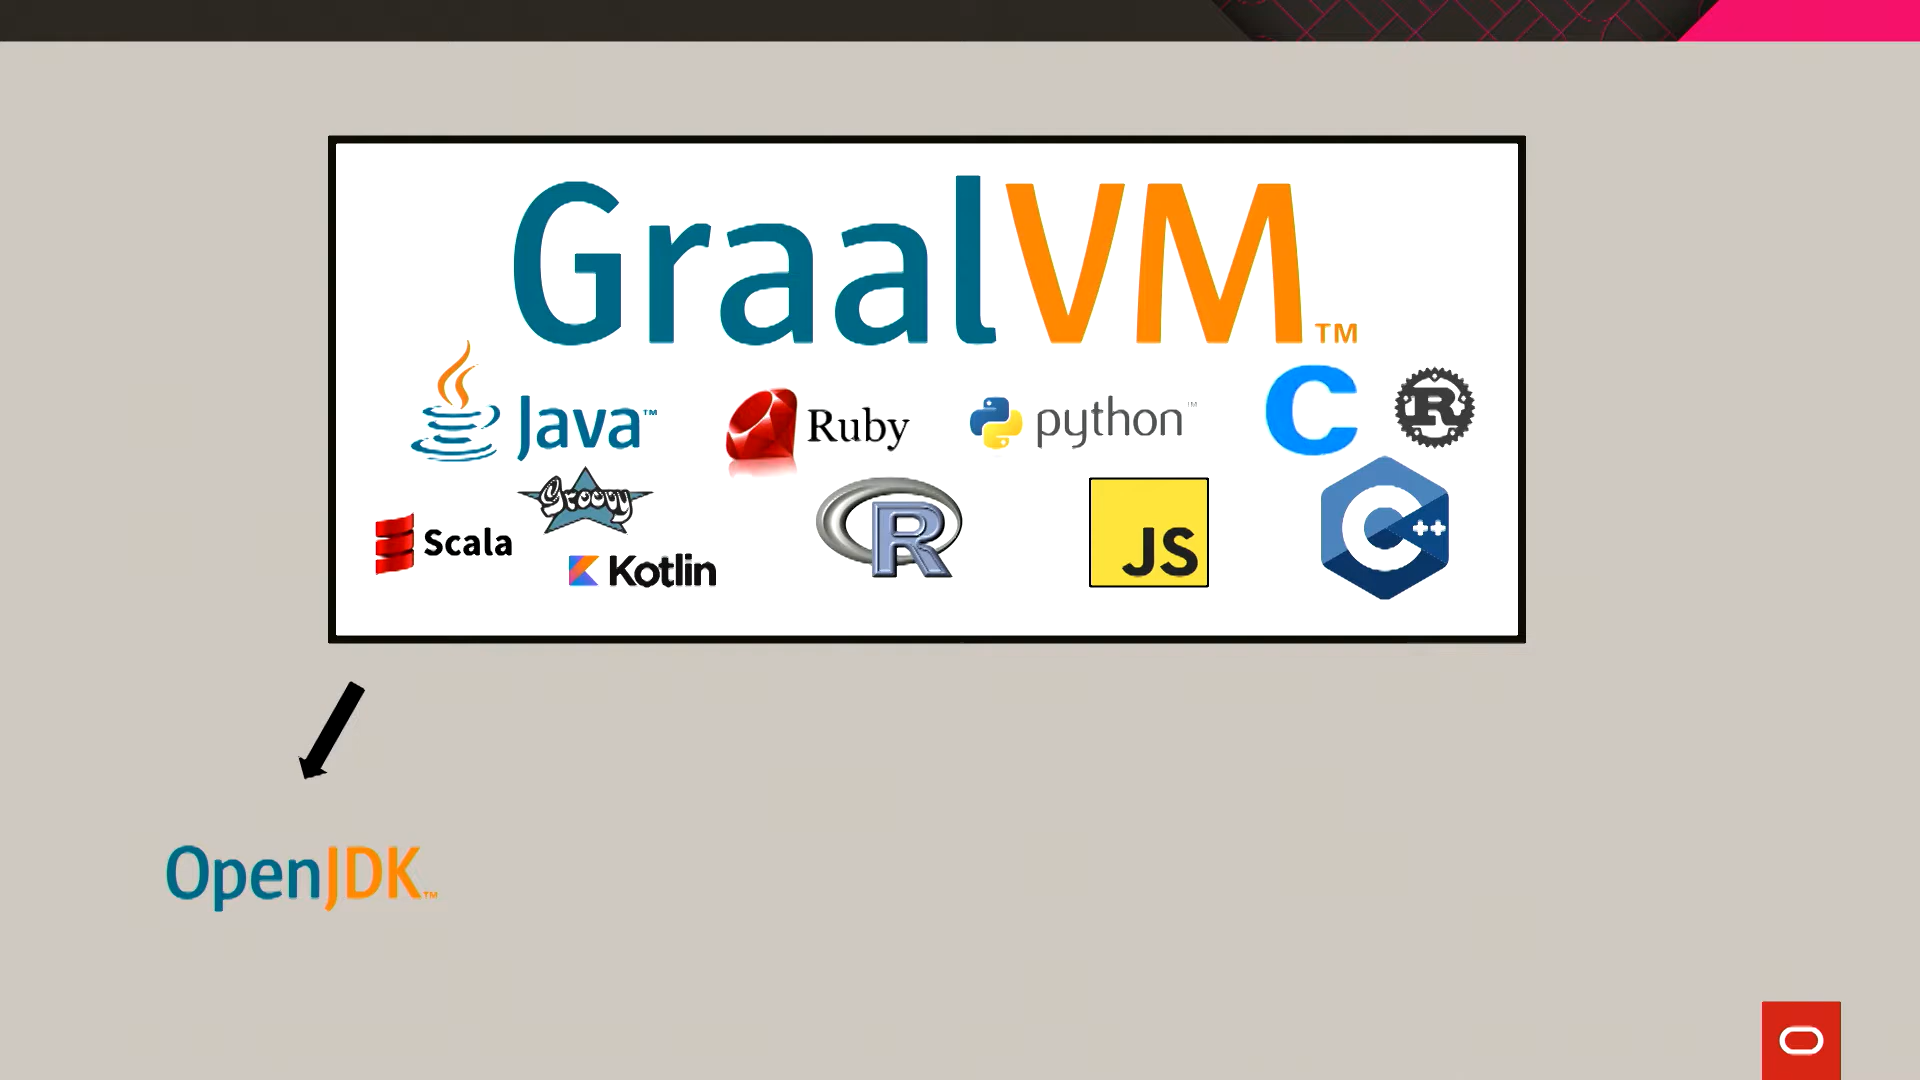 GraalVM™
Java™
Ruby
python™
C
R
Scala
Groovy
Kotlin
R
JS
C++
OpenJDK™